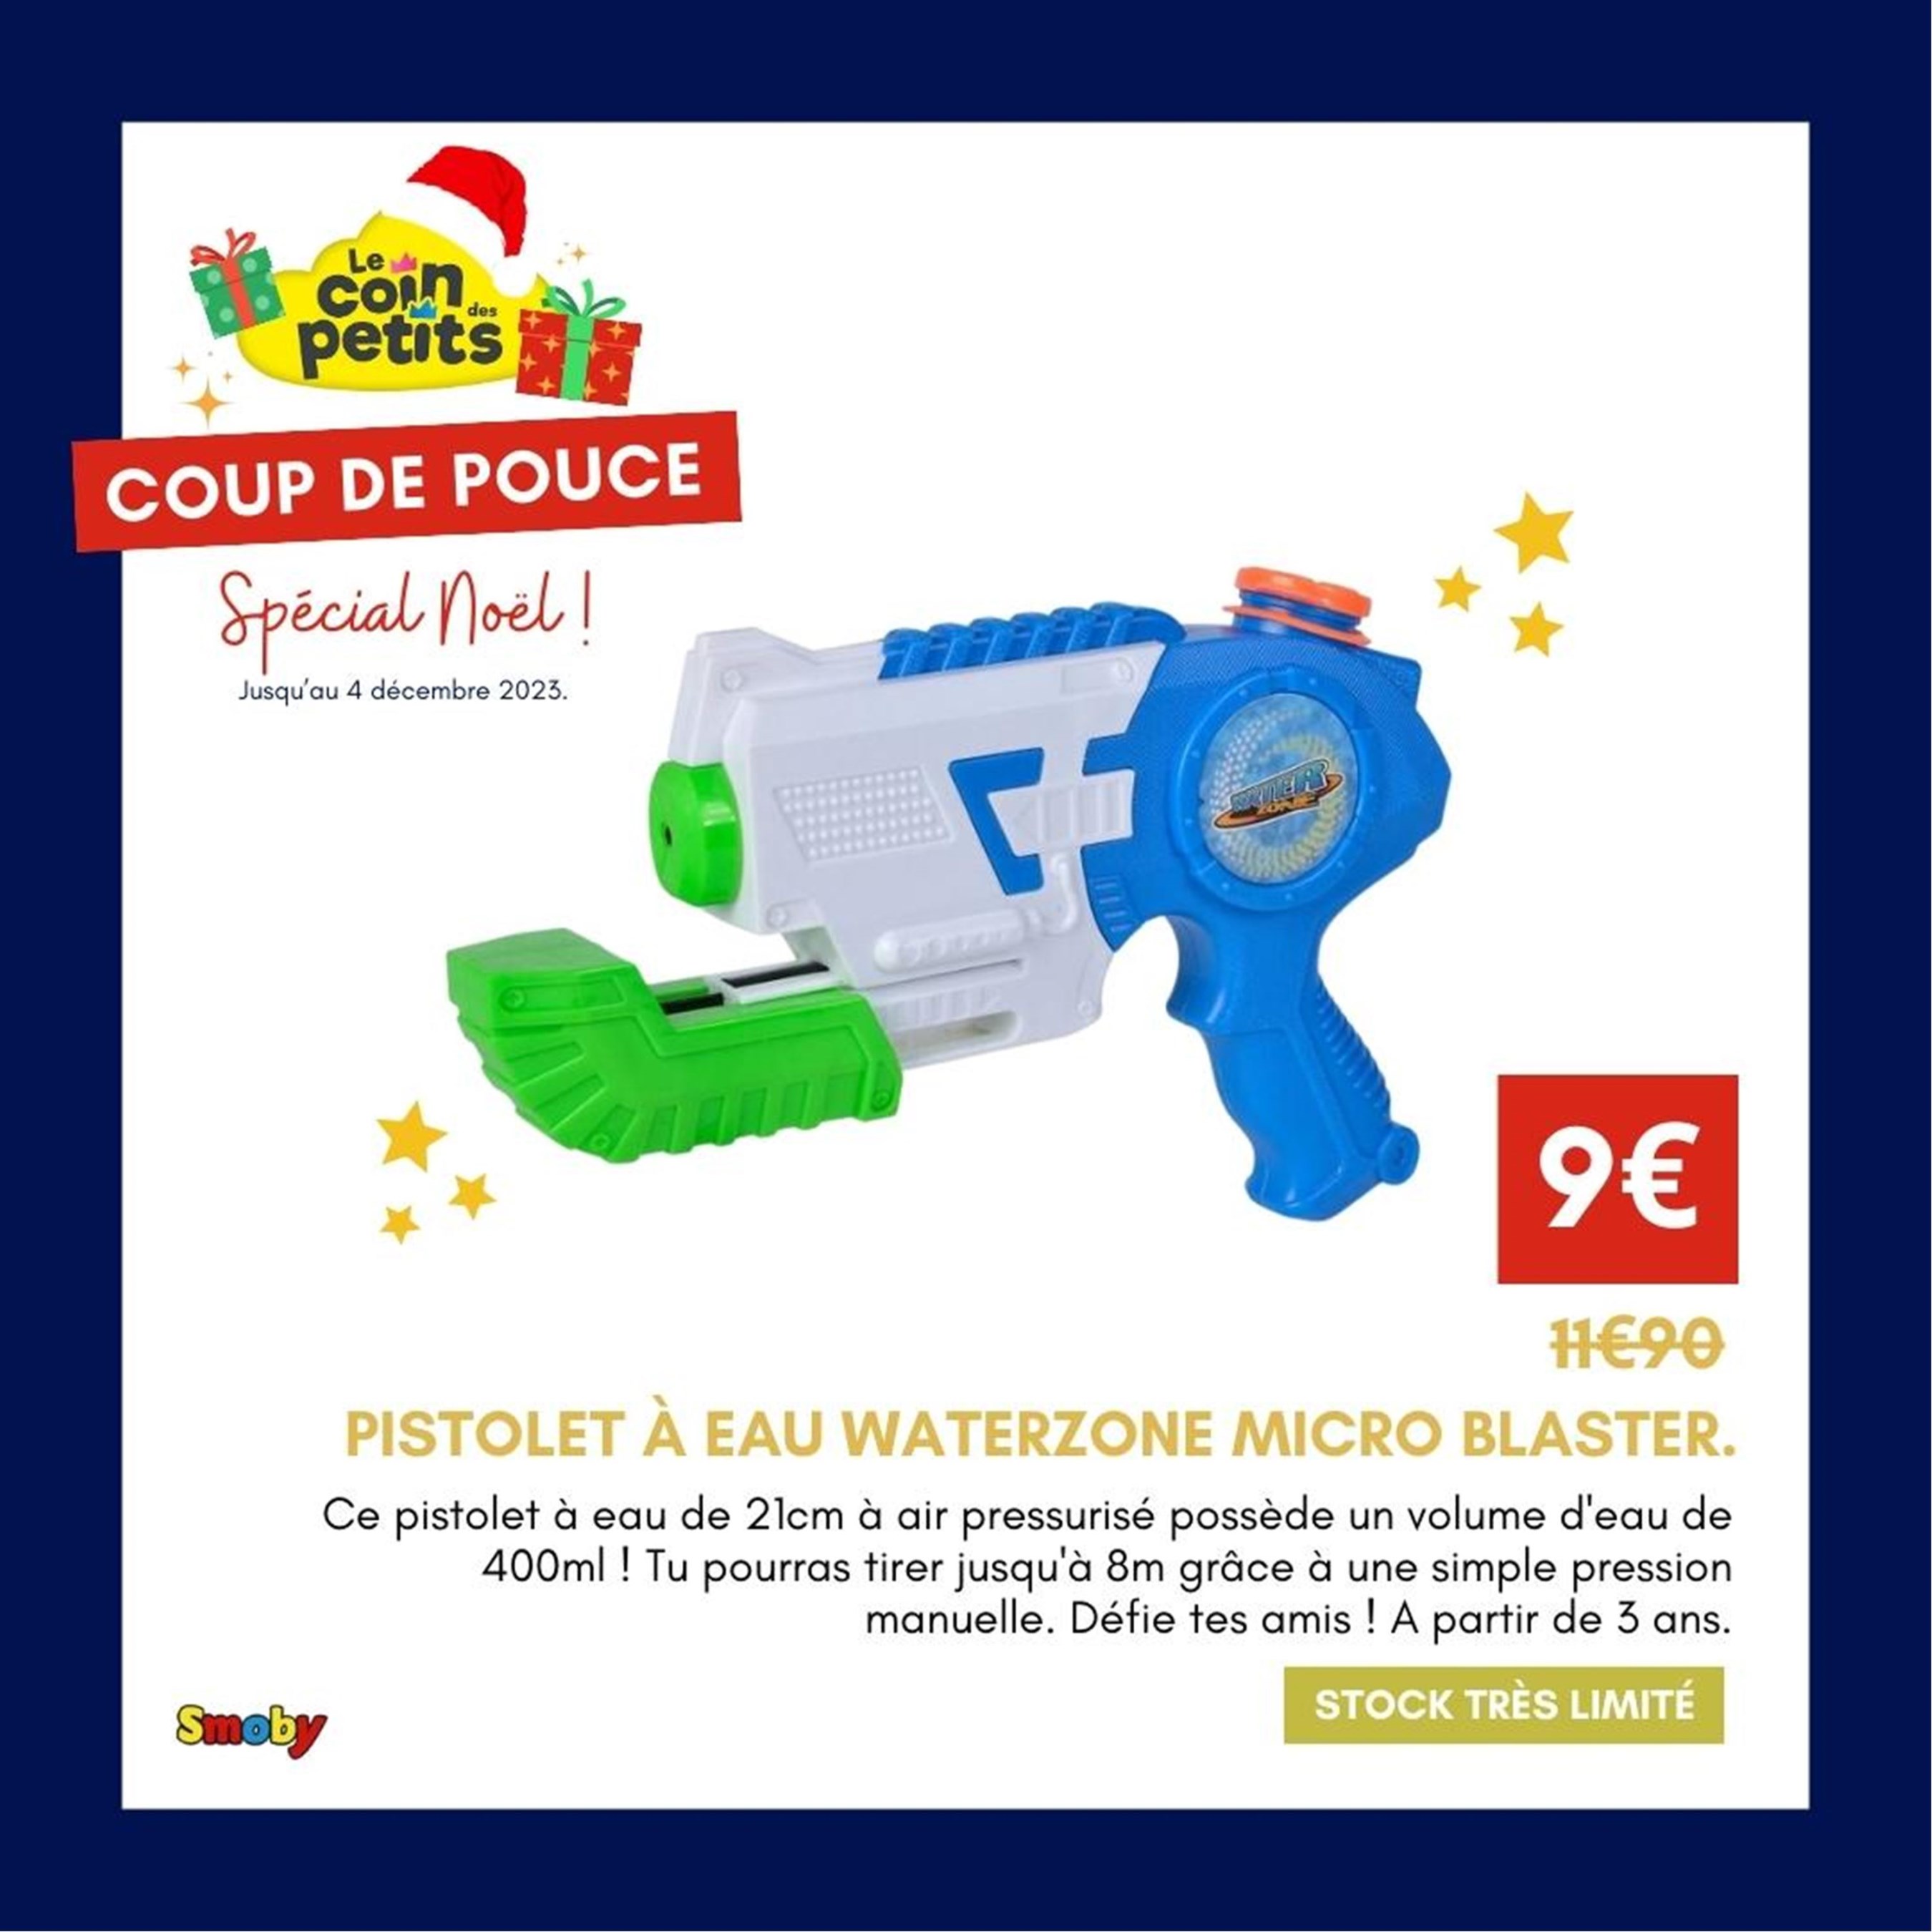 Le
coin
des
petits
COUP DE POUCE
Spécial Noël !
Jusqu'au 4 décembre 2023.
WATER
ZONE
9€
11€90
PISTOLET À EAU WATERZONE MICRO BLASTER.
Ce pistolet à eau de 21cm à air pressurisé possède un volume d'eau de
400ml ! Tu pourras tirer jusqu'à 8m grâce à une simple pression
manuelle. Défie tes amis ! A partir de 3 ans.
STOCK TRÈS LIMITÉ
Smoby